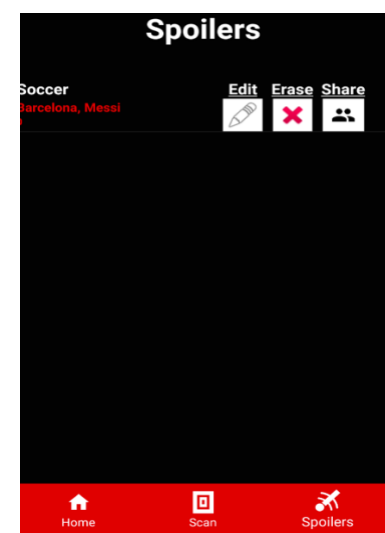 Spoilers
Soccer Edit Erase Share
Barcelona, Messi
Home Scan Spoilers